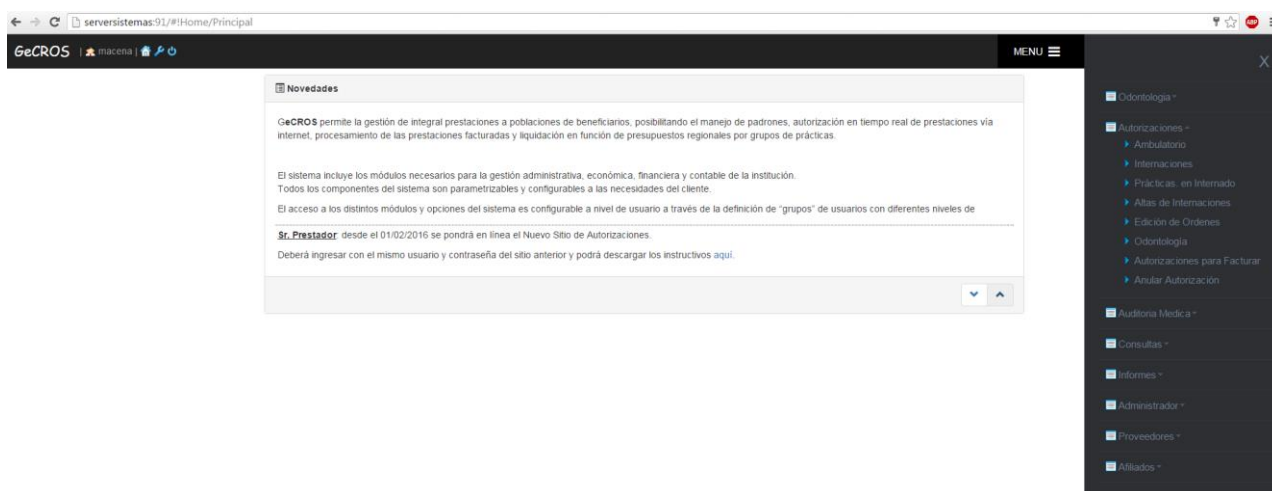 serversistemas:91/#!Home/Principal
ABP
GeCROS | macena |
MENU
X
Novedades
GeCROS permite la gestión de integral prestaciones a poblaciones de beneficiarios, posibilitando el manejo de padrones, autorización en tiempo real de prestaciones vía
internet, procesamiento de las prestaciones facturadas y liquidación en función de presupuestos regionales por grupos de prácticas.
El sistema incluye los módulos necesarios para la gestión administrativa, económica, financiera y contable de la institución.
Todos los componentes del sistema son parametrizables y configurables a las necesidades del cliente.
El acceso a los distintos módulos y opciones del sistema es configurable a nivel de usuario a través de la definición de "grupos" de usuarios con diferentes niveles de
Sr. Prestador: desde el 01/02/2016 se pondrá en línea el Nuevo Sitio de Autorizaciones.
Deberá ingresar con el mismo usuario y contraseña del sitio anterior y podrá descargar los instructivos aquí.
Odontologia
Autorizaciones
Ambulatorio
Internaciones
Prácticas. en Internado
Altas de Internaciones
Edición de Ordenes
Odontología
Autorizaciones para Facturar
Anular Autorización
Auditoria Medica
Consultas
Informes
Administrador
Proveedores
Afiliados